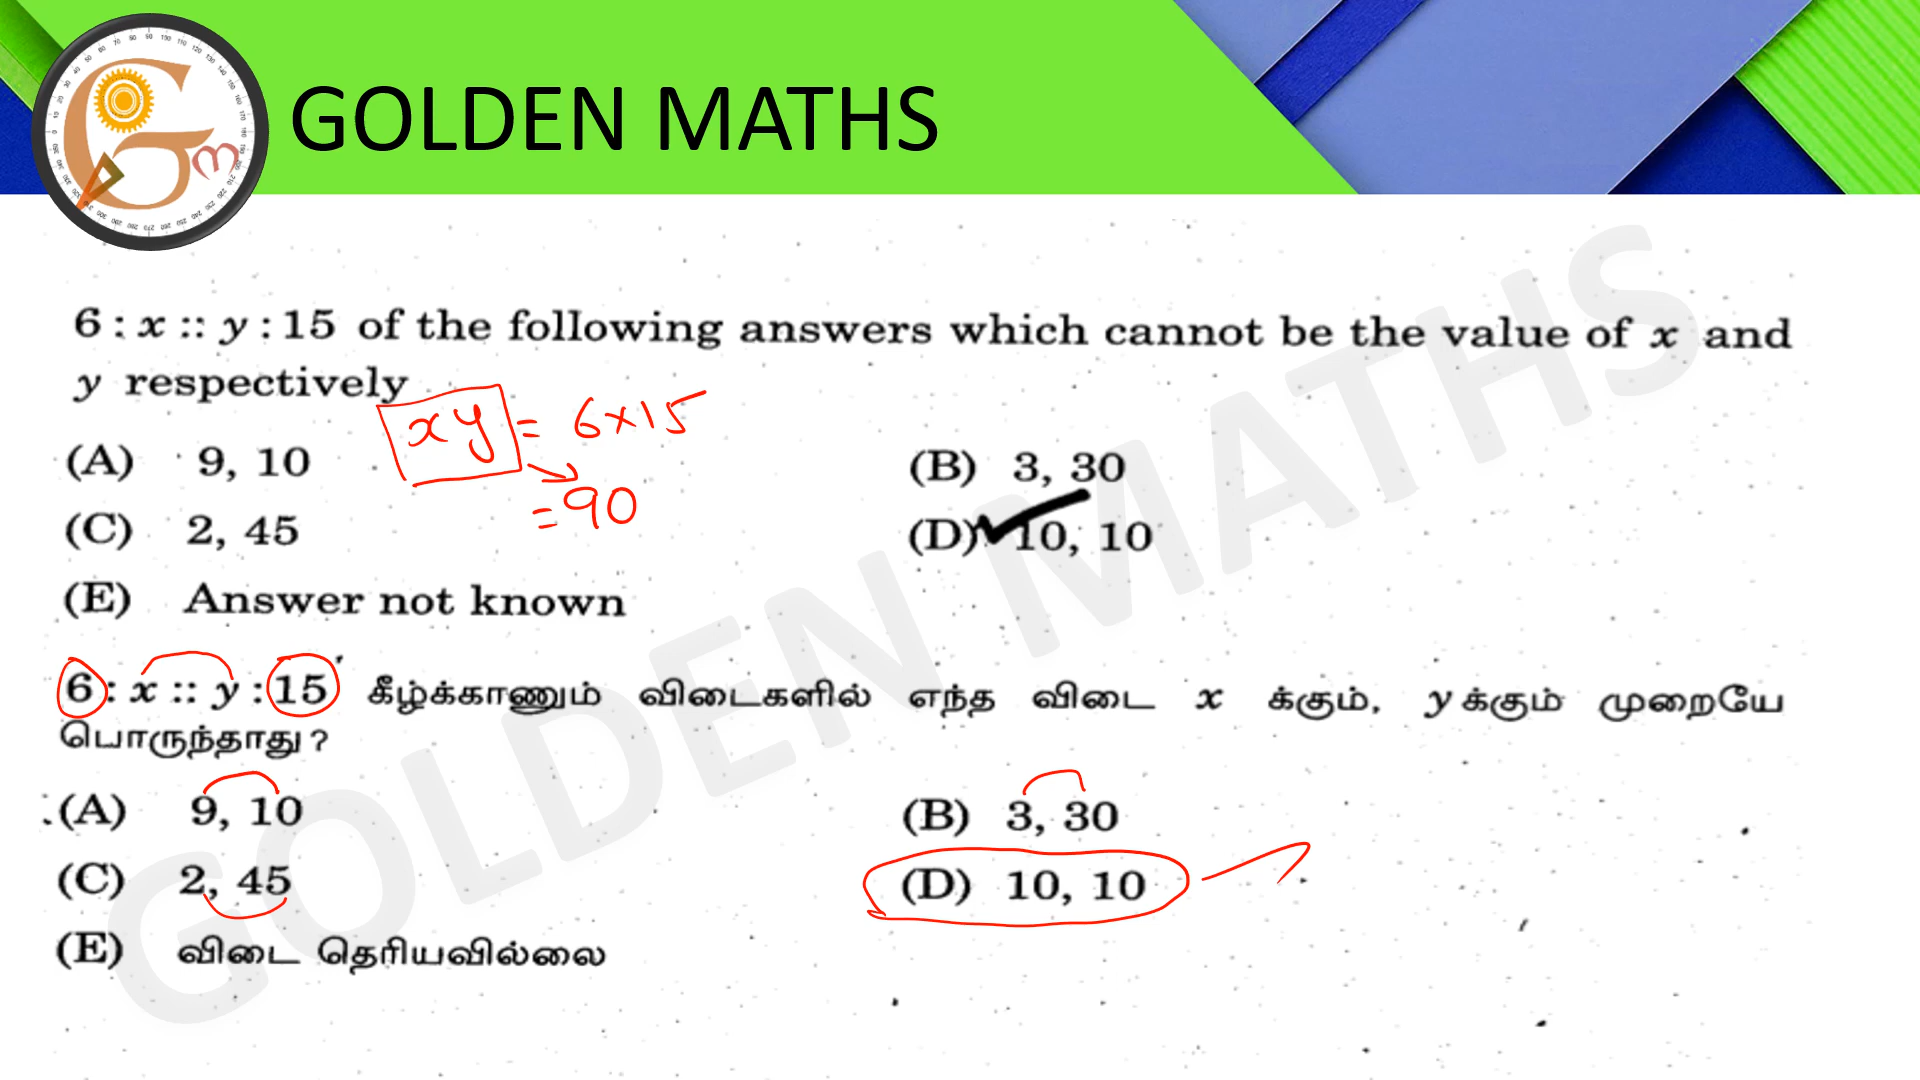 GOLDEN MATHS
6 : x :: y : 15 of the following answers which cannot be the value of x and
y respectively
xy = 6×15
= 90
(A) 9, 10
(B) 3, 30
(C) 2, 45
(D) 10, 10
(E) Answer not known
6 : x :: y : 15 கீழ்க்காணும் விடைகளில் எந்த விடை x க்கும், y க்கும் முறையே
பொருந்தாது?
(A) 9, 10
(B) 3, 30
(C) 2, 45
(D) 10, 10
(E) விடை தெரியவில்லை
GOLDEN MATHS